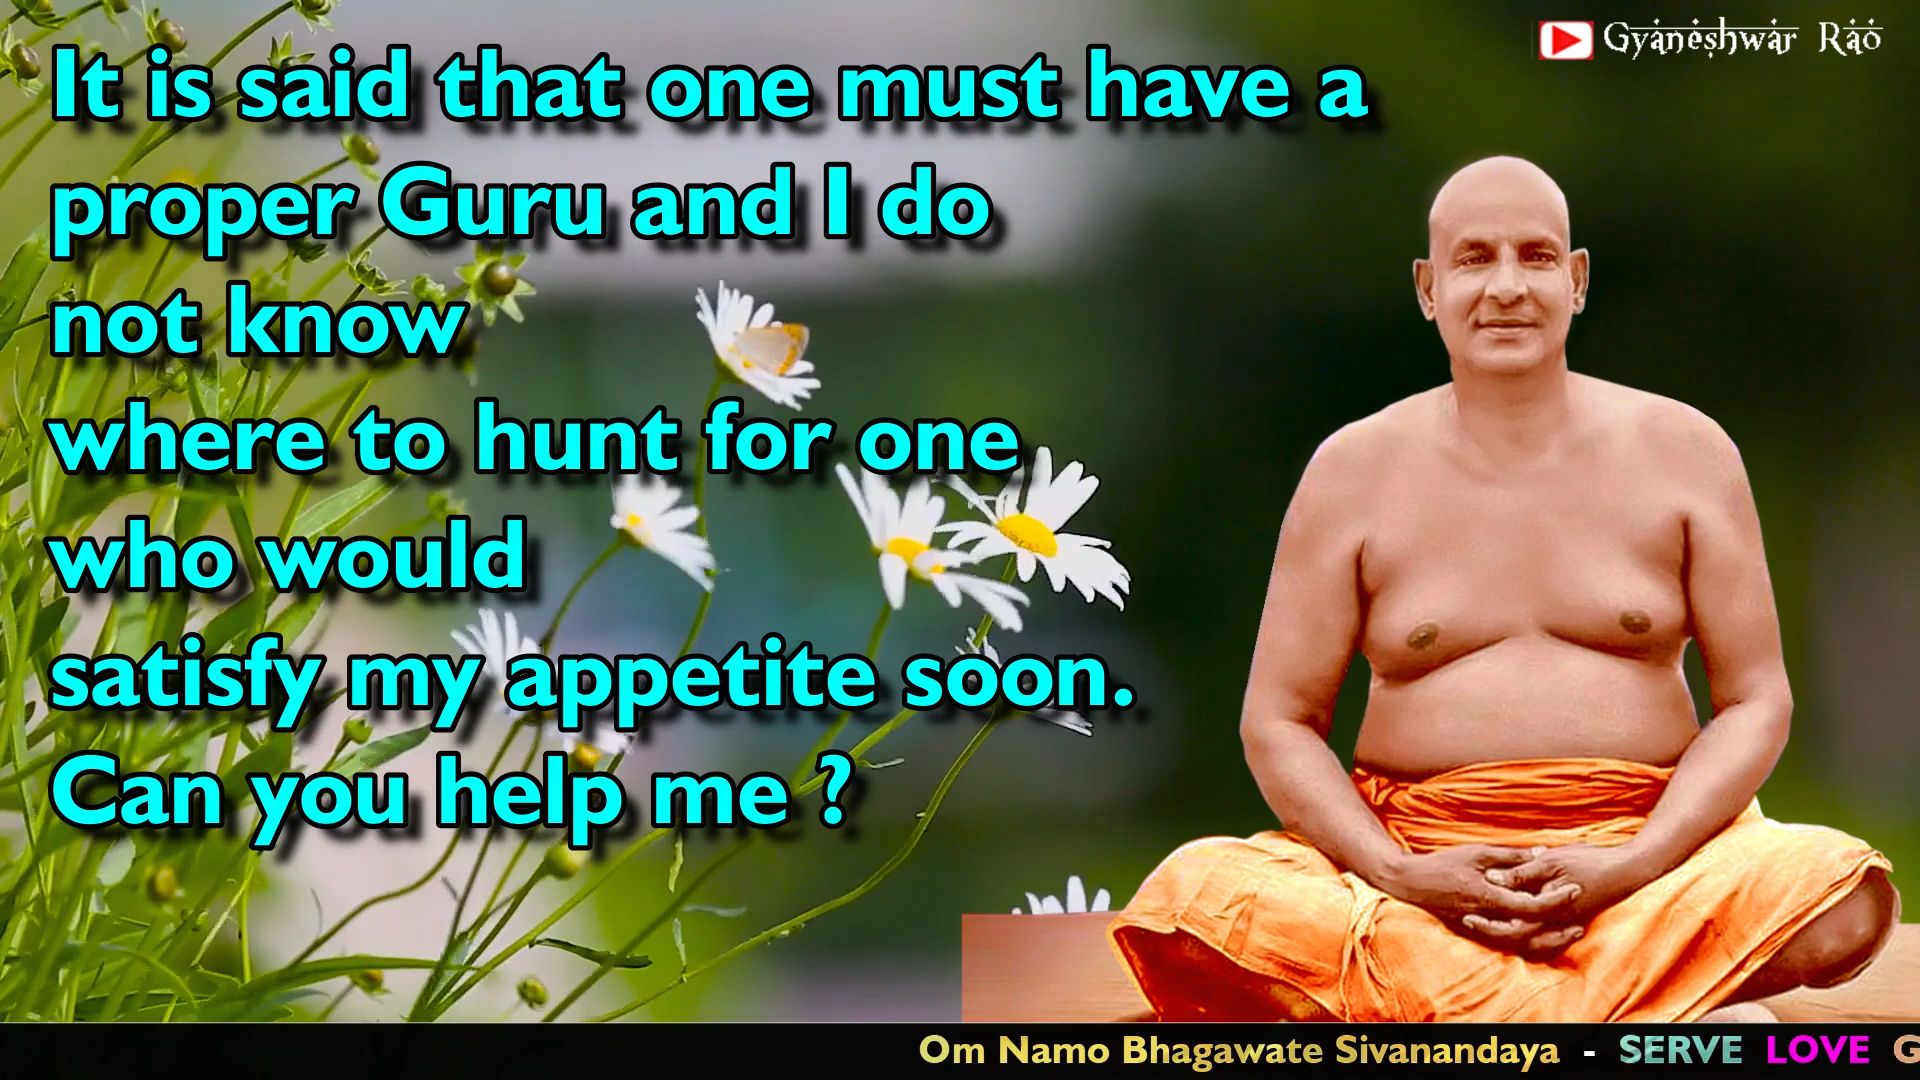 Gyaneshwar Rao
It is said that one must have a
proper Guru and I do
not know
where to hunt for one
who would
satisfy my appetite soon.
Can you help me ?
Om Namo Bhagawate Sivanandaya - SERVE LOVE G